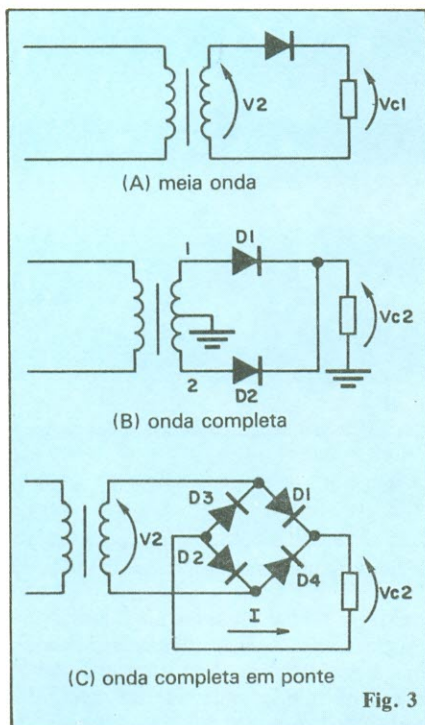 V2
Vc1
(A) meia onda
1
D1
Vc2
2
D2
(B) onda completa
D3
D1
V2
D2
D4
Vc2
I
(C) onda completa em ponte
Fig. 3